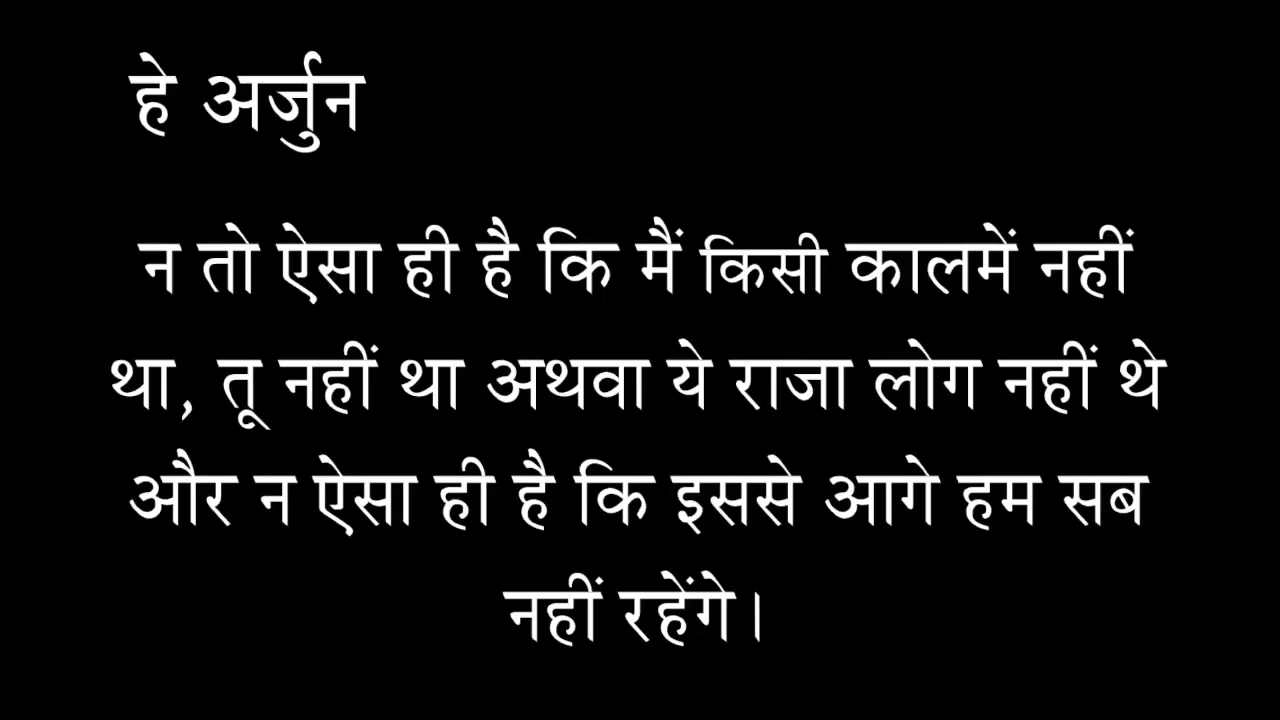 हे अर्जुन
न तो ऐसा ही है कि मैं किसी कालमें नहीं
था, तू नहीं था अथवा ये राजा लोग नहीं थे
और न ऐसा ही है कि इससे आगे हम सब
नहीं रहेंगे।